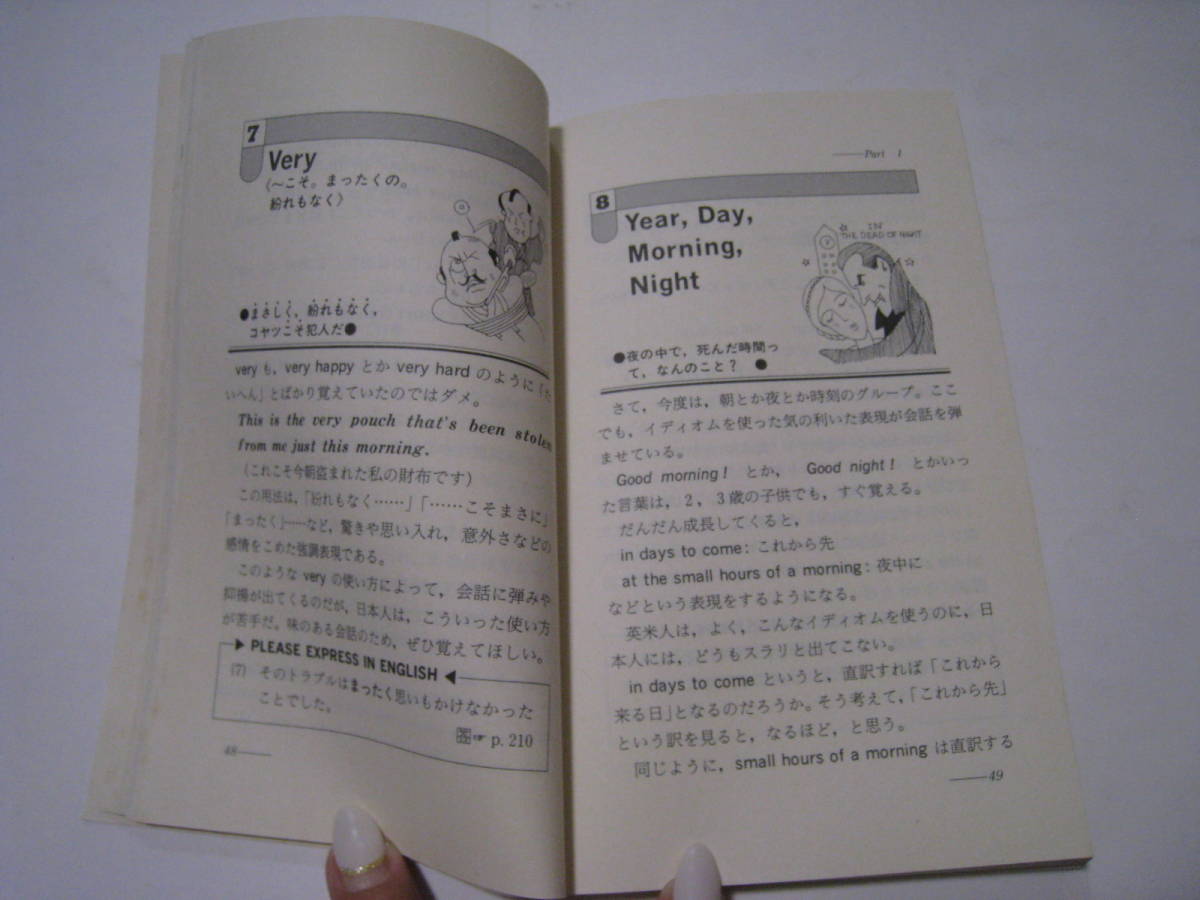 7
Very
(～こそ。まったくの。
紛れもなく)
●まさしく，紛れもなく，
コヤツこそ犯人だ●
very も，very happy とか very hard のように「た
いへん」とばかり覚えていたのではダメ。
This is the very pouch that's been stolen
from me just this morning.
(これこそ今朝盗まれた私の財布です)
この用法は，「紛れもなく……」「……こそまさに」
「まったく」……など，驚きや思い入れ，意外さなどの
感情をこめた強調表現である。
このような very の使い方によって，会話に弾みや
抑揚が出てくるのだが，日本人は，こういった使い方
が苦手だ。味のある会話のため，ぜひ覚えてほしい。
PLEASE EXPRESS IN ENGLISH
(7) そのトラブルはまったく思いもかけなかった
ことでした。
答☞ p. 210
48
Part 1
8
Year, Day,
Morning,
Night
IN
THE DEAD OF NIGHT
●夜の中で，死んだ時間っ
て，なんのこと？ ●
さて，今度は，朝とか夜とか時刻のグループ。ここ
でも，イディオムを使った気の利いた表現が会話を弾
ませている。
Good morning! とか， Good night! とかいっ
た言葉は，2，3歳の子供でも，すぐ覚える。
だんだん成長してくると，
in days to come: これから先
at the small hours of a morning: 夜中に
などという表現をするようになる。
英米人は，よく，こんなイディオムを使うのに，日
本人には，どうもスラリと出てこない。
in days to come というと，直訳すれば「これから
来る日」となるのだろうか。そう考えて，「これから先」
という訳を見ると，なるほど，と思う。
同じように，small hours of a morning は直訳する
49